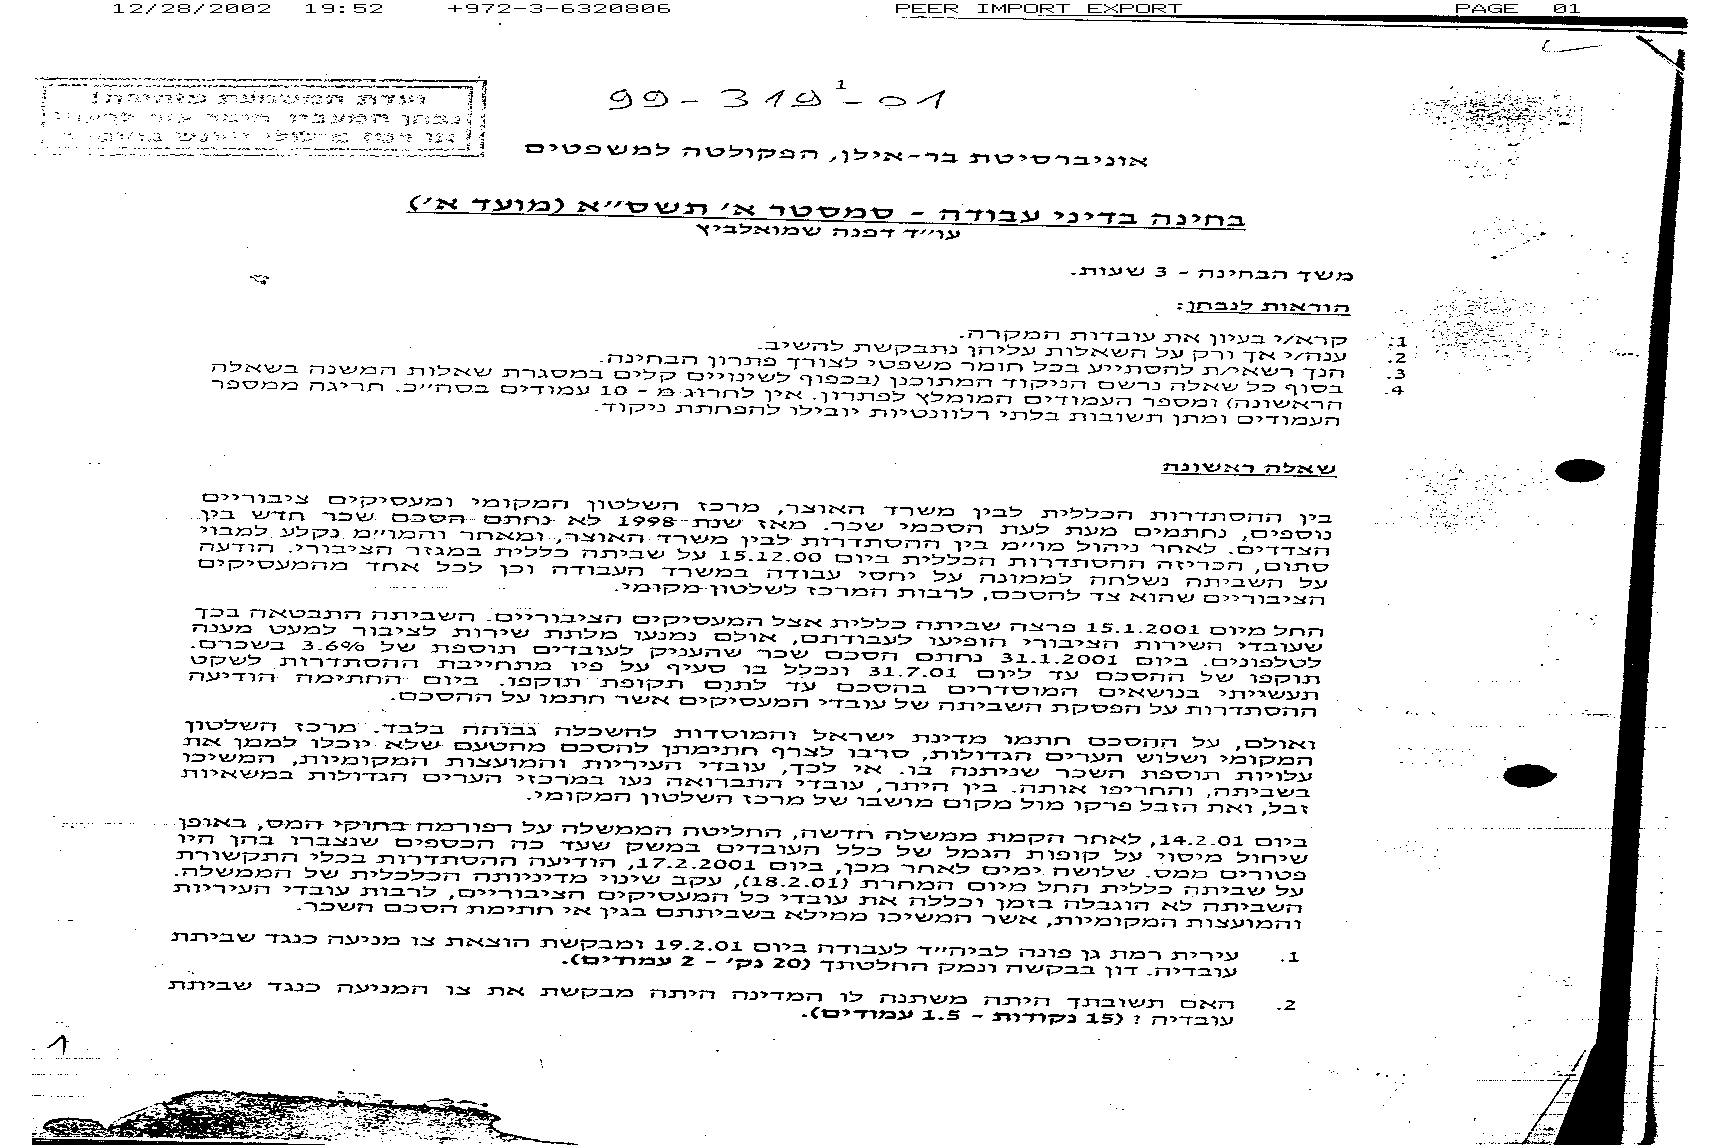 12/28/2002 19:52 +972-3-6320806 PEER IMPORT EXPORT PAGE 01
99-319-01
1
אוניברסיטת בר-אילן, הפקולטה למשפטים
בחינה בדיני עבודה - סמסטר א' תשס"א (מועד א')
עו"ד דפנה שמואלביץ
משך הבחינה - 3 שעות.
הוראות לנבחן:
1. קרא/י בעיון את עובדות המקרה.
2. ענה/י אך ורק על השאלות עליהן נתבקשת להשיב.
3. הנך רשאי/ת להסתייע בכל חומר משפטי לצורך פתרון הבחינה.
4. בסוף כל שאלה נרשם הניקוד המתוכנן (בכפוף לשינויים קלים במסגרת שאלות המשנה בשאלה
הראשונה) ומספר העמודים המומלץ לפתרון. אין לחרוג מ - 10 עמודים בסה"כ. חריגה ממספר
העמודים ומתן תשובות בלתי רלוונטיות יובילו להפחתת ניקוד.
שאלה ראשונה
בין ההסתדרות הכללית לבין משרד האוצר, מרכז השלטון המקומי ומעסיקים ציבוריים
נוספים, נחתמים מעת לעת הסכמי שכר. מאז שנת 1998 לא נחתם הסכם שכר חדש בין
הצדדים. לאחר ניהול מו"מ בין ההסתדרות לבין משרד האוצר, ומאחר והמו"מ נקלע למבוי
סתום, הכריזה ההסתדרות הכללית ביום 15.12.00 על שביתה כללית במגזר הציבורי. הודעה
על השביתה נשלחה לממונה על יחסי עבודה במשרד העבודה וכן לכל אחד מהמעסיקים
הציבוריים שהוא צד להסכם, לרבות המרכז לשלטון מקומי.
החל מיום 15.1.2001 פרצה שביתה כללית אצל המעסיקים הציבוריים. השביתה התבטאה בכך
שעובדי השירות הציבורי הופיעו לעבודתם, אולם נמנעו מלתת שירות לציבור למעט מענה
לטלפונים. ביום 31.1.2001 נחתם הסכם שכר שהעניק לעובדים תוספת של 3.6% בשכרם.
תוקפו של ההסכם עד ליום 31.7.01 ונכלל בו סעיף על פיו מתחייבת ההסתדרות לשקט
תעשייתי בנושאים המוסדרים בהסכם עד לתום תקופת תוקפו. ביום החתימה הודיעה
ההסתדרות על הפסקת השביתה של עובדי המעסיקים אשר חתמו על ההסכם.
ואולם, על ההסכם חתמו מדינת ישראל והמוסדות להשכלה גבוהה בלבד. מרכז השלטון
המקומי ושלוש הערים הגדולות, סרבו לצרף חתימתן להסכם מהטעם שלא יוכלו לממן את
עלויות תוספת השכר שניתנה בו. אי לכך, עובדי העיריות והמועצות המקומיות, המשיכו
בשביתה, והחריפו אותה. בין היתר, עובדי התברואה נעו במרכזי הערים הגדולות במשאיות
זבל, ואת הזבל פרקו מול מקום מושבו של מרכז השלטון המקומי.
ביום 14.2.01, לאחר הקמת ממשלה חדשה, החליטה הממשלה על רפורמה בחוקי המס, באופן
שיחול מיסוי על קופות הגמל של כלל העובדים במשק שעד כה הכספים שנצברו בהן היו
פטורים ממס. שלושה ימים לאחר מכן, ביום 17.2.2001, הודיעה ההסתדרות בכלי התקשורת
על שביתה כללית החל מיום המחרת (18.2.01), עקב שינוי מדיניותה הכלכלית של הממשלה.
השביתה לא הוגבלה בזמן וכללה את עובדי כל המעסיקים הציבוריים, לרבות עובדי העיריות
והמועצות המקומיות, אשר המשיכו ממילא בשביתתם בגין אי חתימת הסכם השכר.
1. עירית רמת גן פונה לביה"ד לעבודה ביום 19.2.01 ומבקשת הוצאת צו מניעה כנגד שביתת
עובדיה. דון בבקשה ונמק החלטתך (20 נק' - 2 עמודים).
2. האם תשובתך היתה משתנה לו המדינה היתה מבקשת את צו המניעה כנגד שביתת
עובדיה ? (15 נקודות - 1.5 עמודים).
1